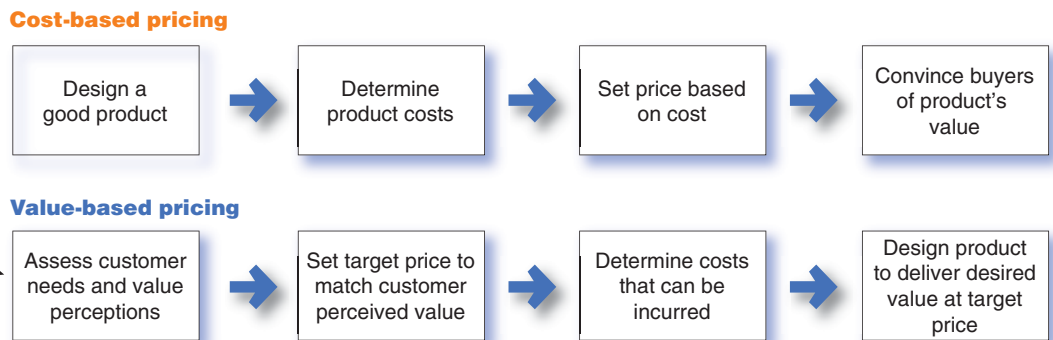 Cost-based pricing
Design a
good product
Determine
product costs
Set price based
on cost
Convince buyers
of product's
value
Value-based pricing
Assess customer
needs and value
perceptions
Set target price to
match customer
perceived value
Determine costs
that can be
incurred
Design product
to deliver desired
value at target
price